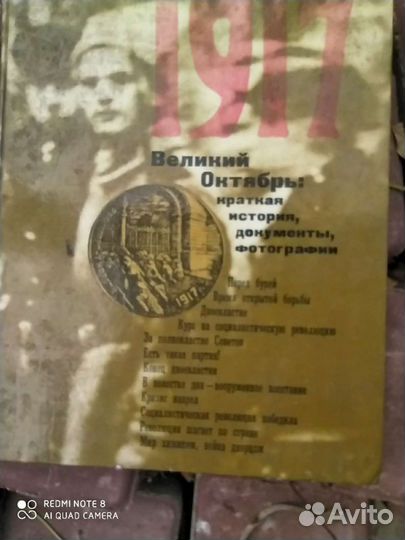 1917
Великий
Октябрь:
краткая
история,
документы,
фотографии
1917
Перед бурей
Время открытой борьбы
Двоевластие
Курс на социалистическую революцию
За полновластие Советов
Есть такая партия!
Конец двоевластия
В повестке дня — вооруженное восстание
Кризис назрел
Социалистическая революция победила
Революция шагает по стране
Мир хижинам, война дворцам
REDMI NOTE 8
AI QUAD CAMERA
Avito